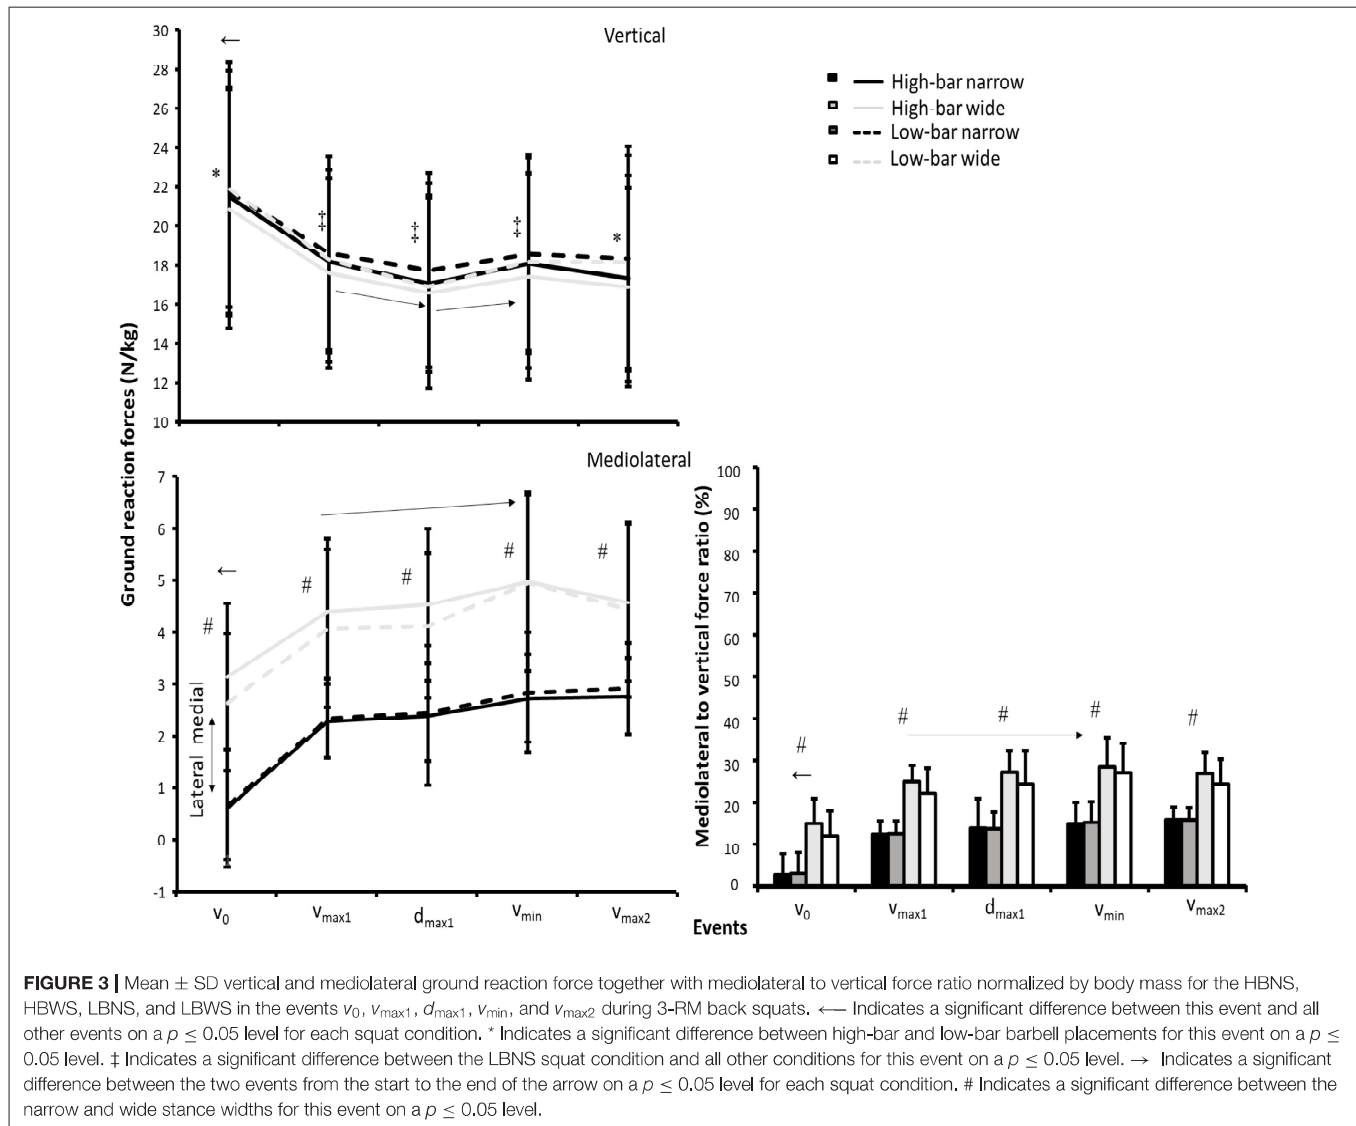 Vertical
High-bar narrow
High-bar wide
Low-bar narrow
Low-bar wide
Ground reaction forces (N/kg)
30
28
26
24
22
20
18
16
14
12
10
←
*
‡
‡
‡
*
Mediolateral
7
6
5
4
3
2
1
0
-1
←
#
#
#
#
#
Lateral medial
v0
vmax1
dmax1
vmin
vmax2
Mediolateral to vertical force ratio (%)
100
90
80
70
60
50
40
30
20
10
0
#
←
#
#
#
#
v0
vmax1
dmax1
vmin
vmax2
Events
FIGURE 3 | Mean ± SD vertical and mediolateral ground reaction force together with mediolateral to vertical force ratio normalized by body mass for the HBNS,
HBWS, LBNS, and LBWS in the events v0, vmax1, dmax1, vmin, and vmax2 during 3-RM back squats. ← Indicates a significant difference between this event and all
other events on a p ≤ 0.05 level for each squat condition. * Indicates a significant difference between high-bar and low-bar barbell placements for this event on a p ≤
0.05 level. ‡ Indicates a significant difference between the LBNS squat condition and all other conditions for this event on a p ≤ 0.05 level. → Indicates a significant
difference between the two events from the start to the end of the arrow on a p ≤ 0.05 level for each squat condition. # Indicates a significant difference between the
narrow and wide stance widths for this event on a p ≤ 0.05 level.